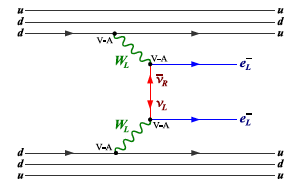 u u
d d
d u
V-A
W_L V-A
e_L^-
ν̄_R
ν_L
W_L V-A
e_L^-
V-A
d u
d d
u u